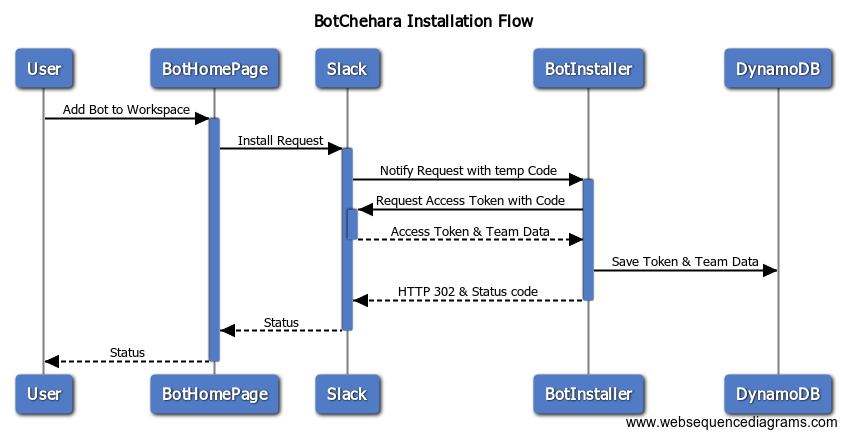 BotChehara Installation Flow
User
BotHomePage
Slack
BotInstaller
DynamoDB
Add Bot to Workspace
Install Request
Notify Request with temp Code
Request Access Token with Code
Access Token & Team Data
Save Token & Team Data
HTTP 302 & Status code
Status
Status
User
BotHomePage
Slack
BotInstaller
DynamoDB
www.websequencediagrams.com